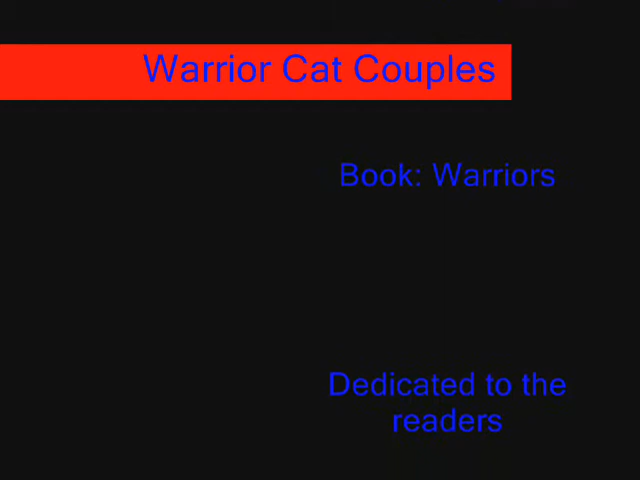 Warrior Cat Couples
Book: Warriors
Dedicated to the
readers